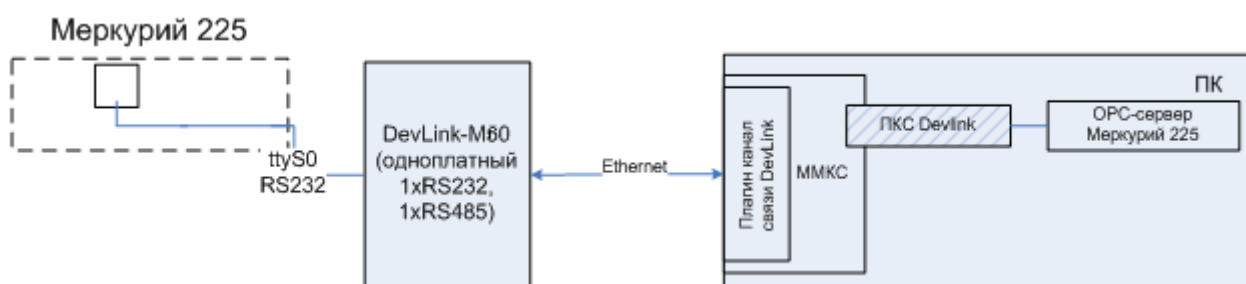 Меркурий 225
ttyS0
RS232
DevLink-M60
(одноплатный
1xRS232,
1xRS485)
Ethernet
Плагин канал
связи DevLink
ММКС
ПКС Devlink
ПК
OPC-сервер
Меркурий 225